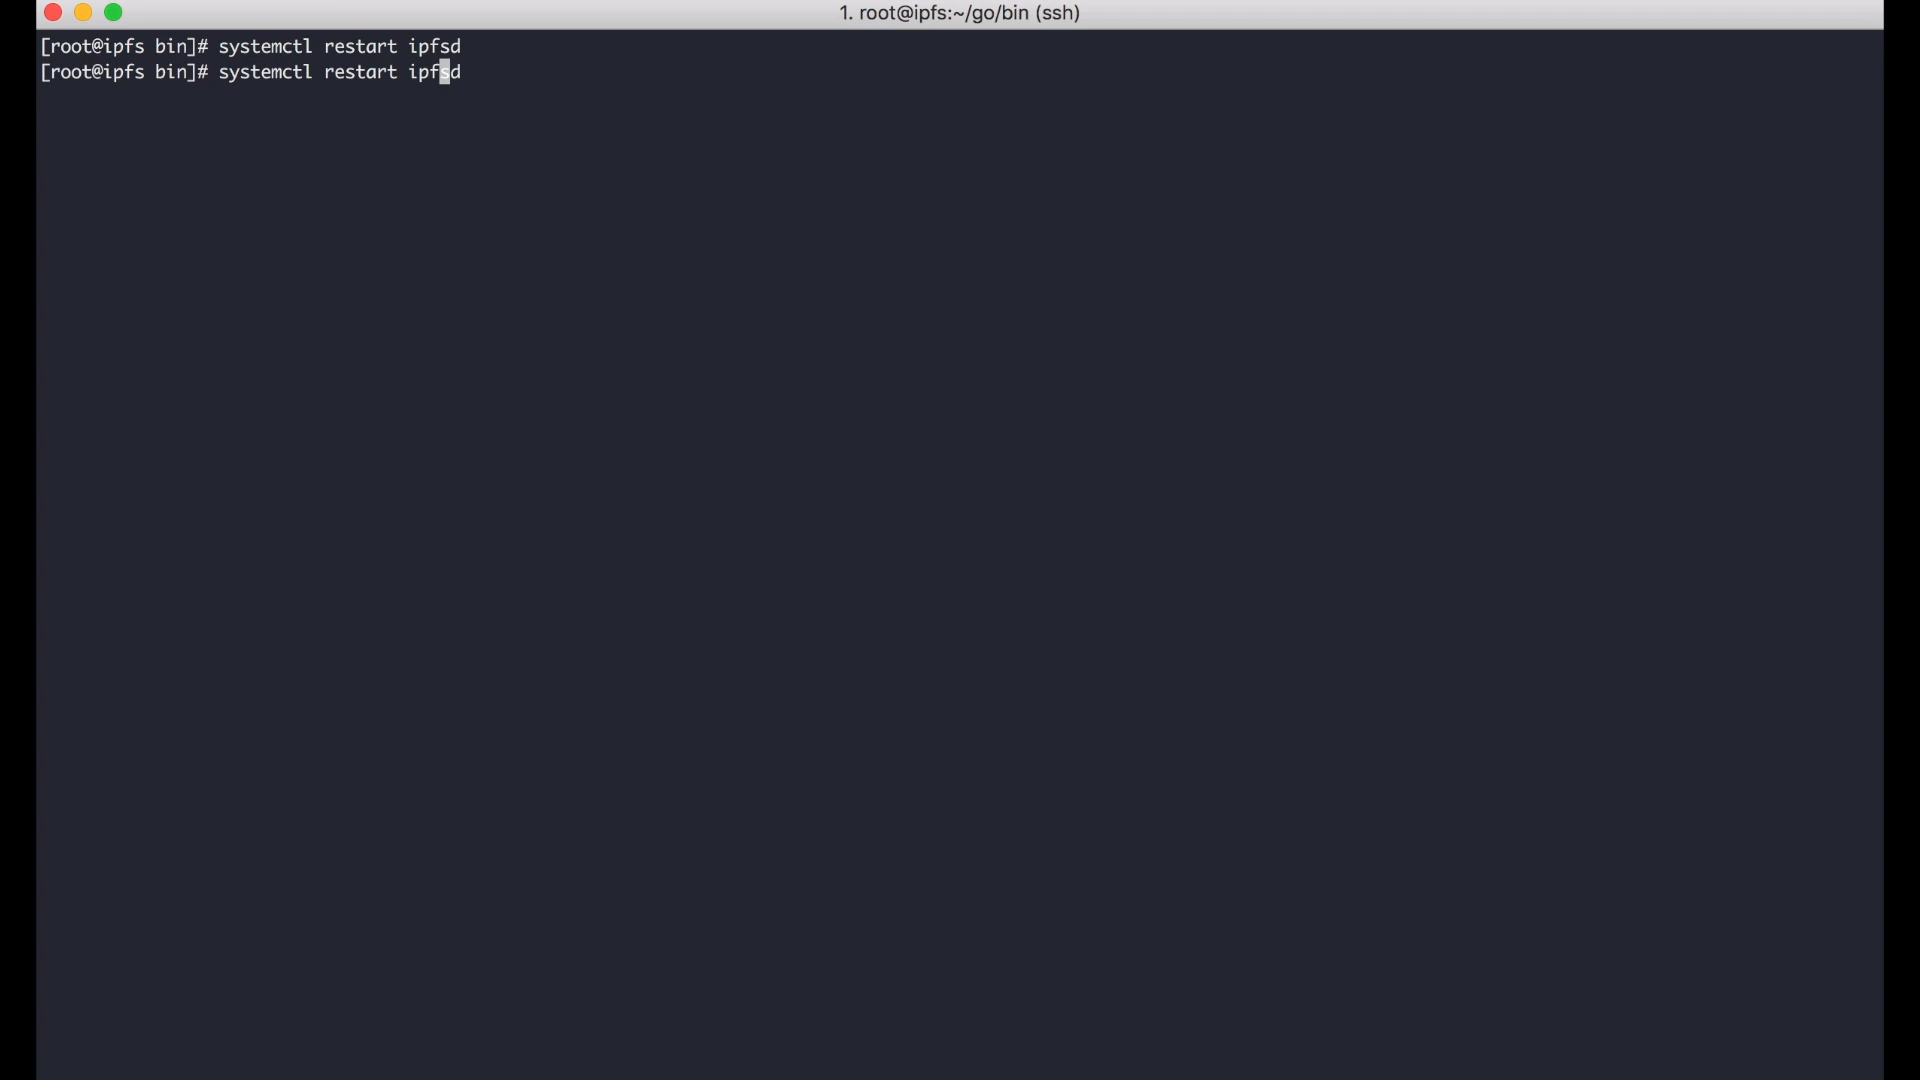 1. root@ipfs:~/go/bin (ssh)
[root@ipfs bin]# systemctl restart ipfsd
[root@ipfs bin]# systemctl restart ipfsd